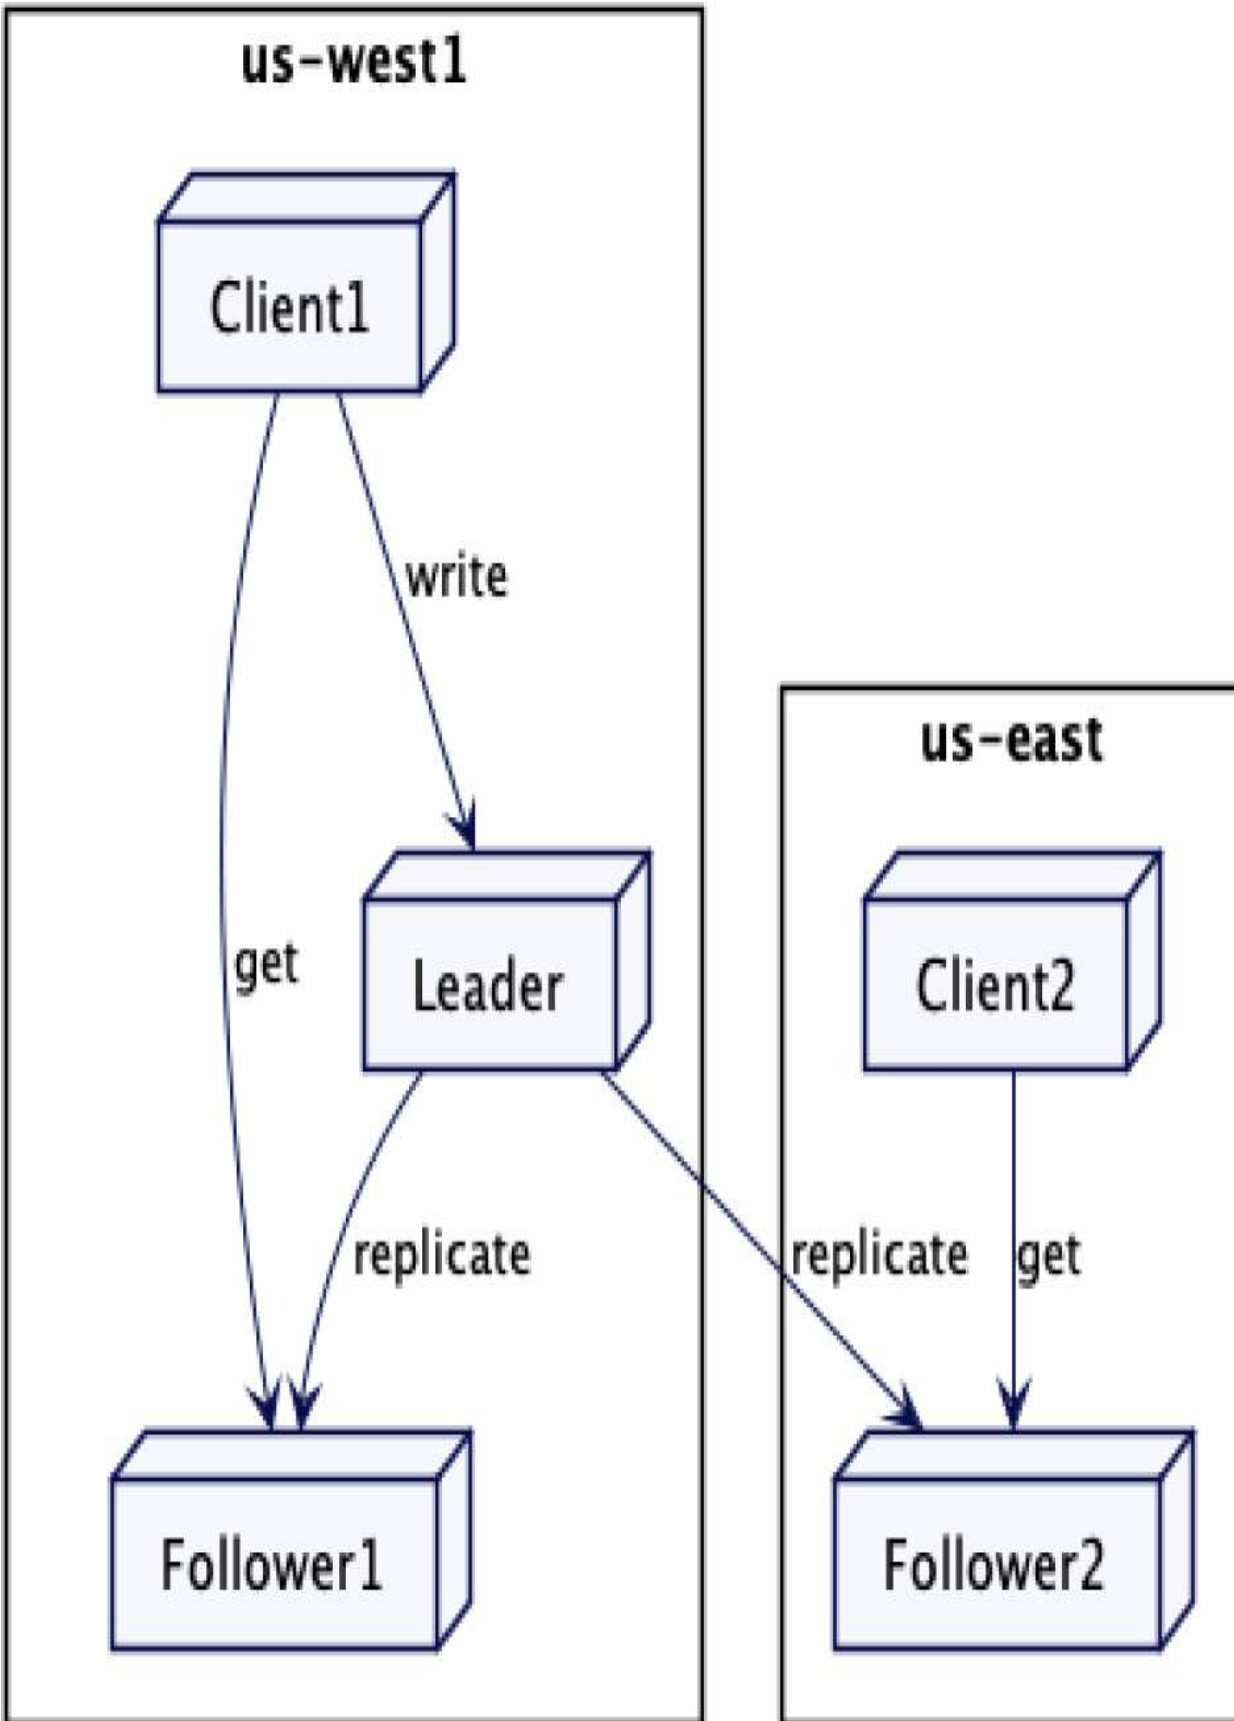 us-west1
Client1
write
us-east
get
Leader
Client2
replicate
replicate
get
Follower1
Follower2